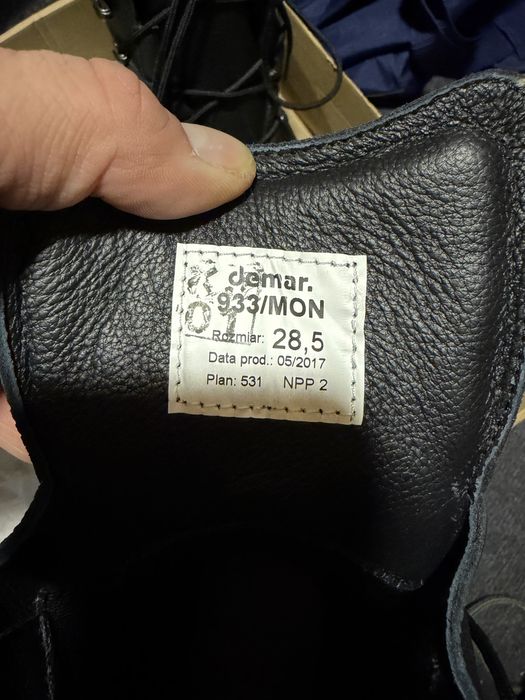 demar.
933/MON
Rozmiar: 28,5
Data prod.: 05/2017
Plan: 531 NPP 2